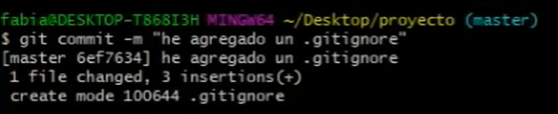 fabia@DESKTOP-T868I3H MINGW64 ~/Desktop/proyecto (master)
$ git commit -m "he agregado un .gitignore"
[master 6ef7634] he agregado un .gitignore
 1 file changed, 3 insertions(+)
 create mode 100644 .gitignore